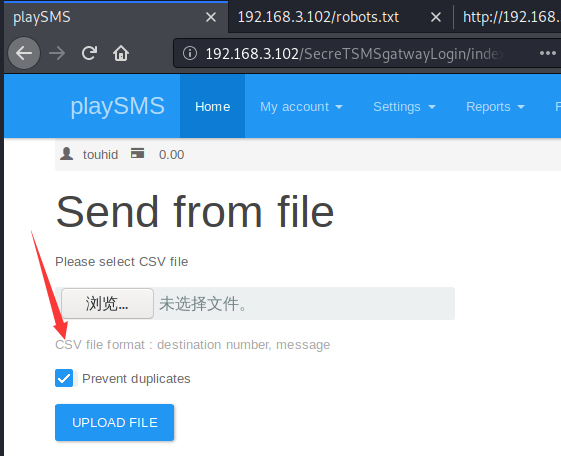 playSMS
192.168.3.102/robots.txt
http://192.168.
192.168.3.102/SecreTSMSgatwayLogin/index
playSMS
Home
My account
Settings
Reports
touhid
0.00
Send from file
Please select CSV file
浏览...
未选择文件。
CSV file format : destination number, message
Prevent duplicates
UPLOAD FILE